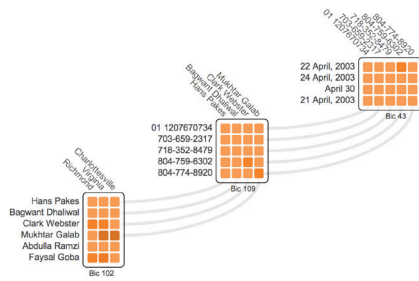 01 1207670734
703-659-2317
718-352-8479
804-759-6302
804-774-8920
22 April, 2003
24 April, 2003
April 30
21 April, 2003
Bic 43
Hans Pakes
Bagwant Dhaliwal
Clark Webster
Mukhtar Galab
01 1207670734
703-659-2317
718-352-8479
804-759-6302
804-774-8920
Bic 109
Richmond
Virginia
Charlottesville
Hans Pakes
Bagwant Dhaliwal
Clark Webster
Mukhtar Galab
Abdulla Ramzi
Faysal Goba
Bic 102